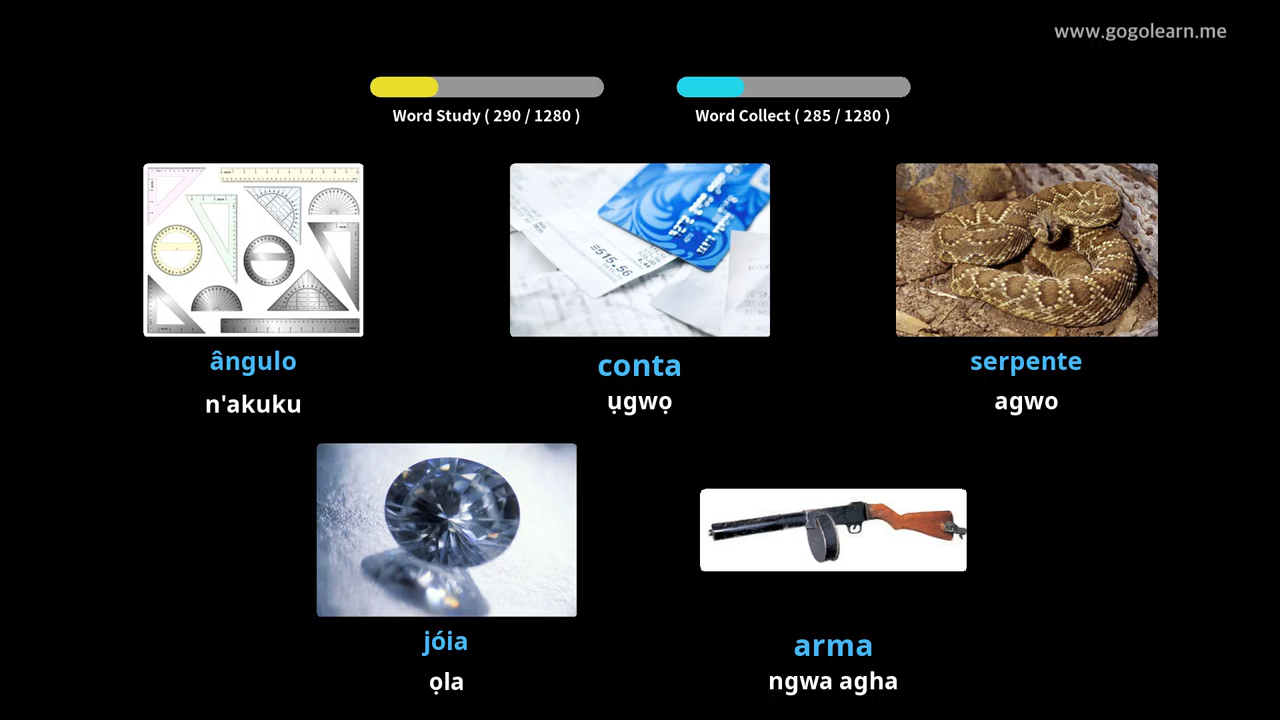 www.gogolearn.me
Word Study ( 290 / 1280 )
Word Collect ( 285 / 1280 )
ângulo
n'akuku
conta
ụgwọ
serpente
agwo
jóia
ọla
arma
ngwa agha